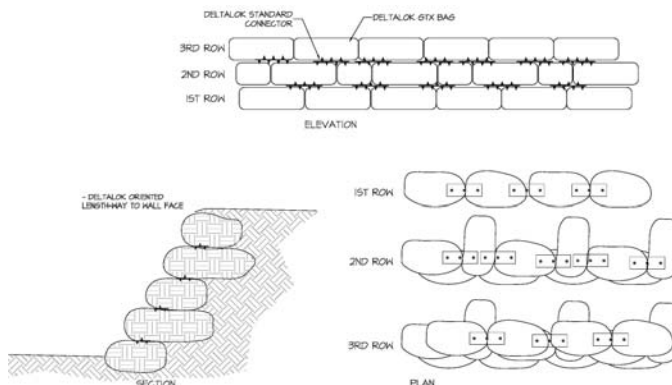 DELTALOK STANDARD
CONNECTOR
DELTALOK GTX BAG
3RD ROW
2ND ROW
1ST ROW
ELEVATION
- DELTALOK ORIENTED
LENGTH-WAY TO WALL FACE
SECTION
1ST ROW
2ND ROW
3RD ROW
PLAN